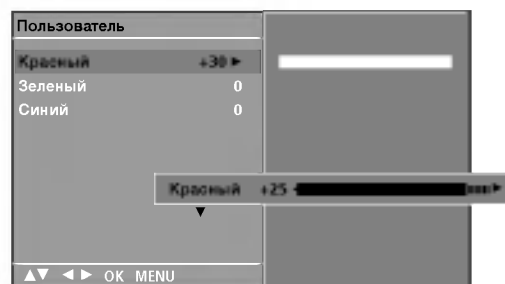 Пользователь
Красный +30 ►
Зеленый 0
Синий 0
Красный +25
▲▼ ◄ ► OK MENU